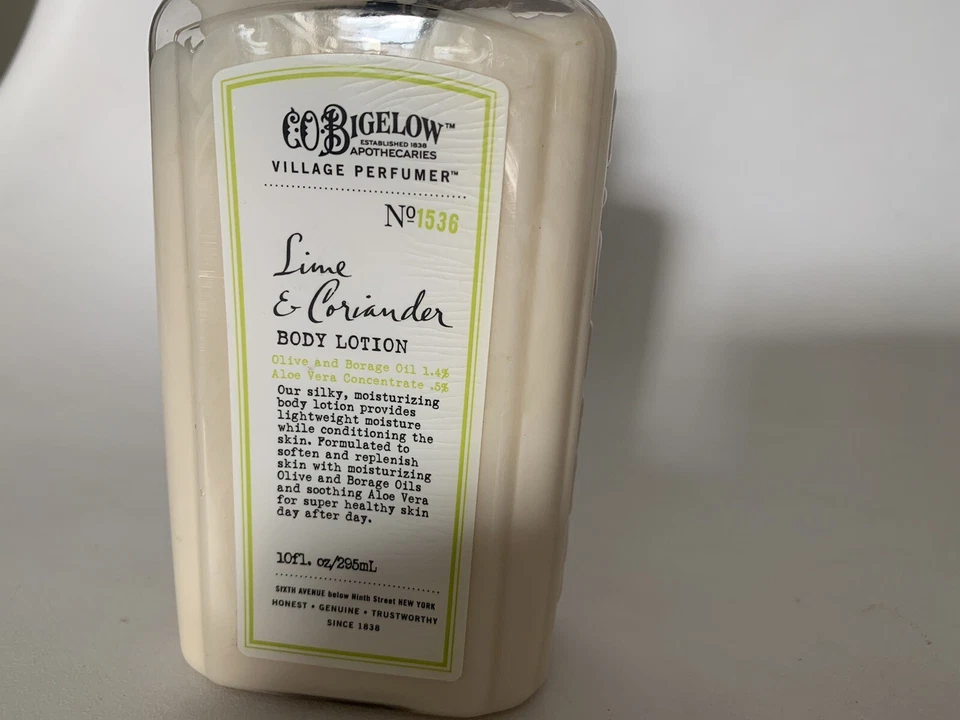 C.O. BIGELOW™
ESTABLISHED 1838
APOTHECARIES
VILLAGE PERFUMER™
Nº1536
Lime
& Coriander
BODY LOTION
Olive and Borage Oil 1.4%
Aloe Vera Concentrate .5%
Our silky, moisturizing
body lotion provides
lightweight moisture
while conditioning the
skin. Formulated to
soften and replenish
skin with moisturizing
Olive and Borage Oils
and soothing Aloe Vera
for super healthy skin
day after day.
10fl. oz/295mL
SIXTH AVENUE below Ninth Street NEW YORK
HONEST • GENUINE • TRUSTWORTHY
SINCE 1838